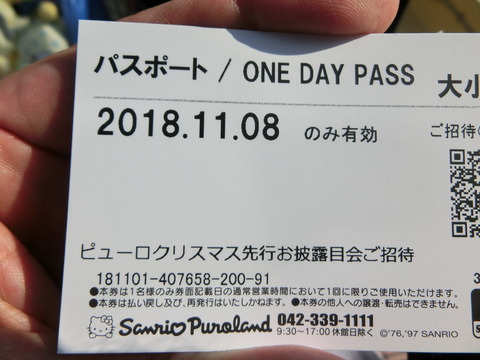 パスポート / ONE DAY PASS 大小
2018.11.08 のみ有効 ご招待
ピューロクリスマス先行お披露目会ご招待
181101-407658-200-91
●本券は1名様のみ券面記載日の通常営業時間において1回に限りご使用いただけます。
●本券は払い戻し及び、再発行はいたしかねます。 ●本券の他人への譲渡・転売はできません。
Sanrio Puroland 042-339-1111
9:30~17:00 休館日除く ©'76,'97 SANRIO